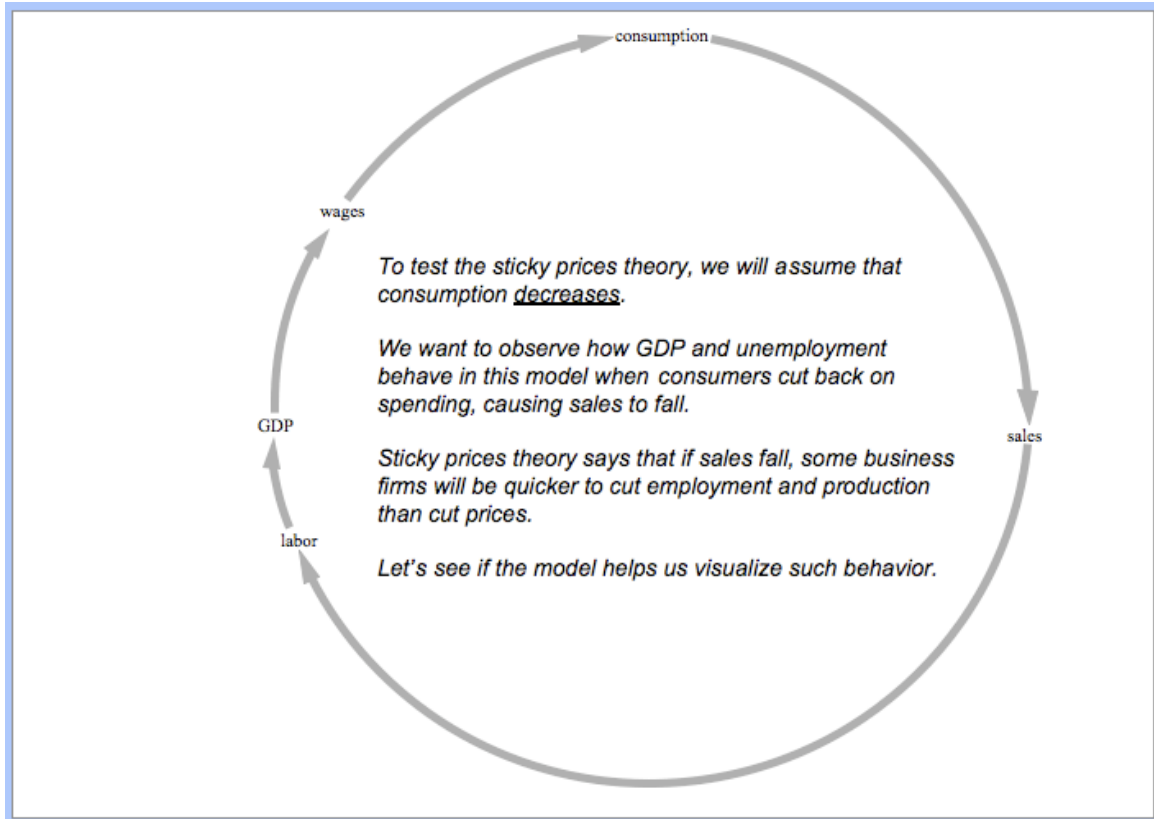 consumption
wages
To test the sticky prices theory, we will assume that
consumption decreases.
We want to observe how GDP and unemployment
behave in this model when consumers cut back on
spending, causing sales to fall.
GDP
sales
Sticky prices theory says that if sales fall, some business
firms will be quicker to cut employment and production
than cut prices.
labor
Let's see if the model helps us visualize such behavior.